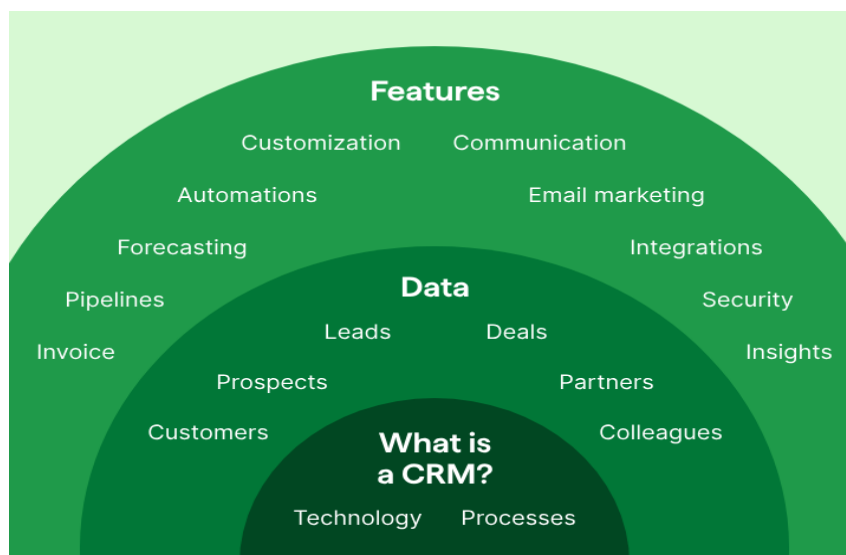 Features
Customization Communication
Automations Email marketing
Forecasting Integrations
Pipelines Security
Invoice Insights
Data
Leads Deals
Prospects Partners
Customers Colleagues
What is
a CRM?
Technology Processes